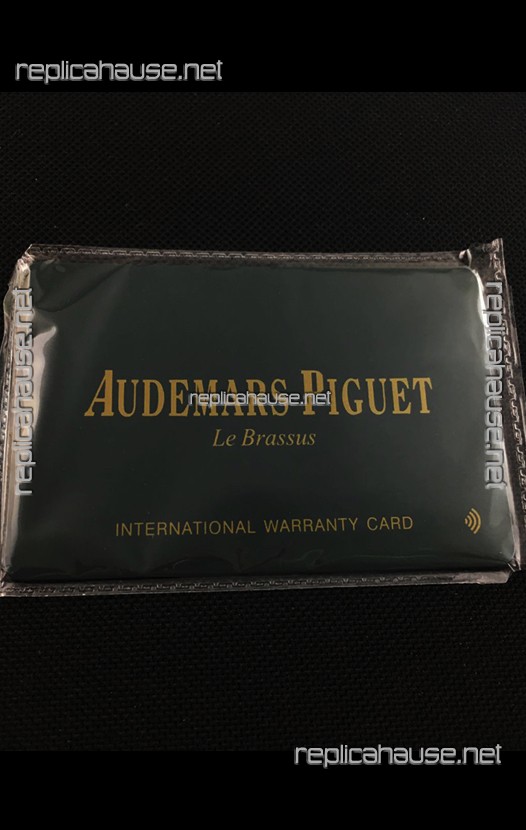 replicahause.net
replicahause.net
replicahause.net
AUDEMARS PIGUET
replicahause.net
Le Brassus
INTERNATIONAL WARRANTY CARD
replicahause.net